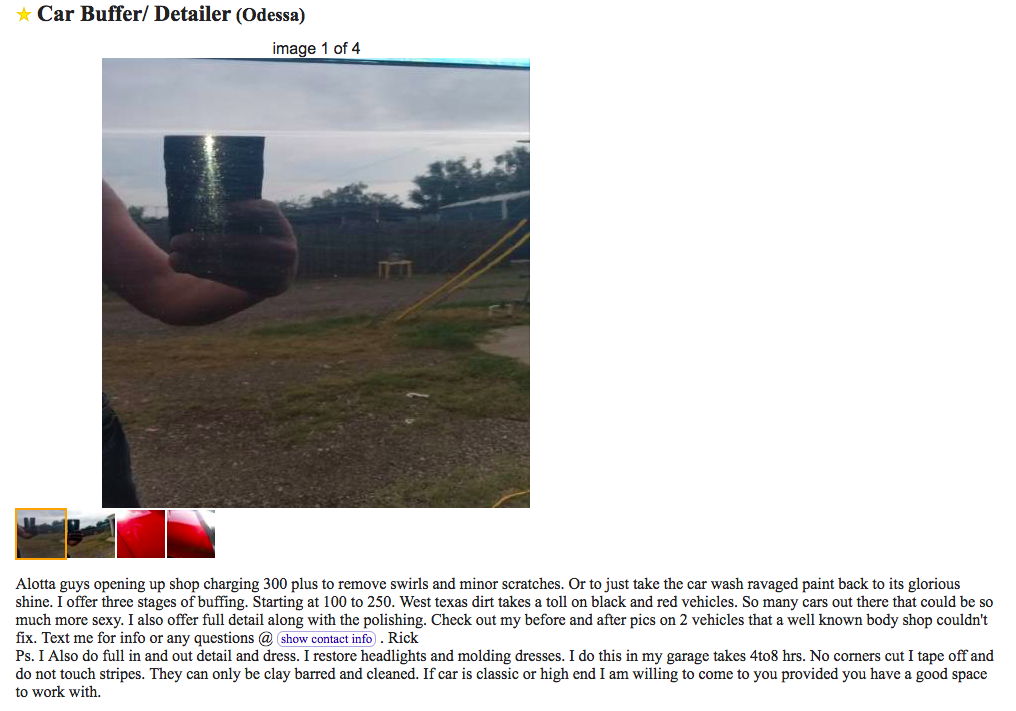 Car Buffer/ Detailer (Odessa)
image 1 of 4
Alotta guys opening up shop charging 300 plus to remove swirls and minor scratches. Or to just take the car wash ravaged paint back to its glorious
shine. I offer three stages of buffing. Starting at 100 to 250. West texas dirt takes a toll on black and red vehicles. So many cars out there that could be so
much more sexy. I also offer full detail along with the polishing. Check out my before and after pics on 2 vehicles that a well known body shop couldn't
fix. Text me for info or any questions @ show contact info . Rick
Ps. I Also do full in and out detail and dress. I restore headlights and molding dresses. I do this in my garage takes 4to8 hrs. No corners cut I tape off and
do not touch stripes. They can only be clay barred and cleaned. If car is classic or high end I am willing to come to you provided you have a good space
to work with.